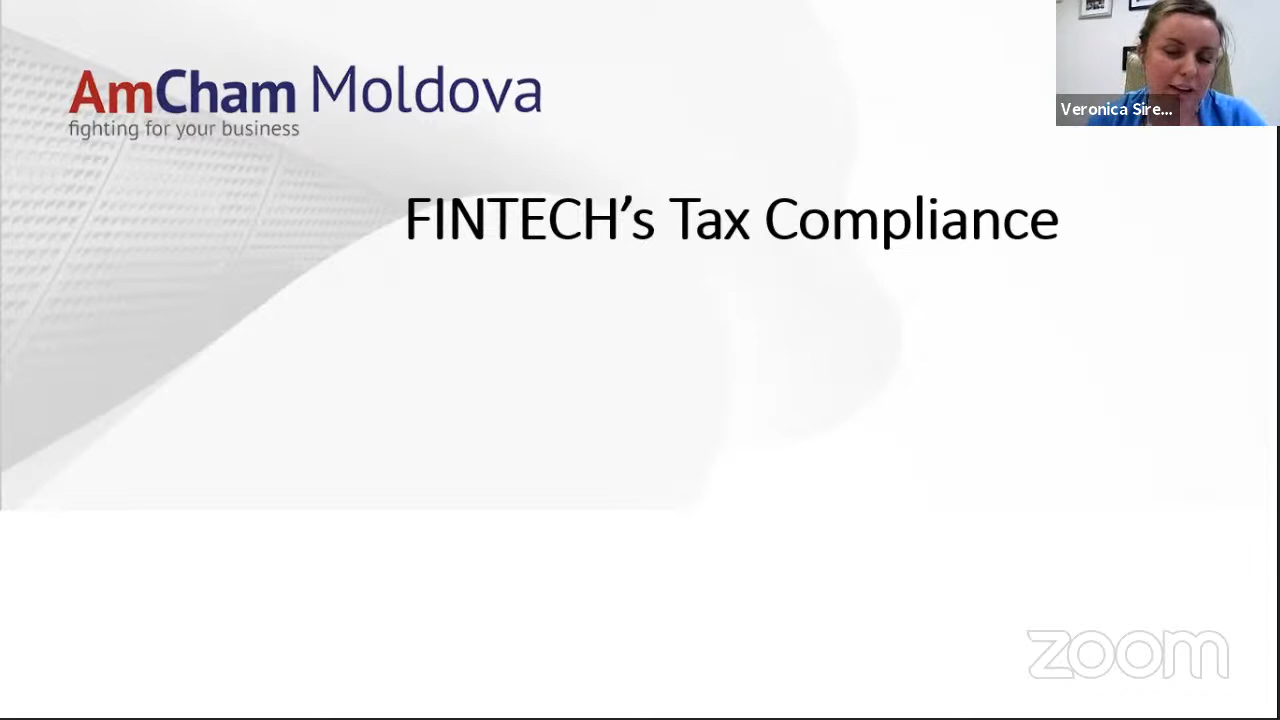 AmCham Moldova
fighting for your business
Veronica Sire...
FINTECH’s Tax Compliance
zoom